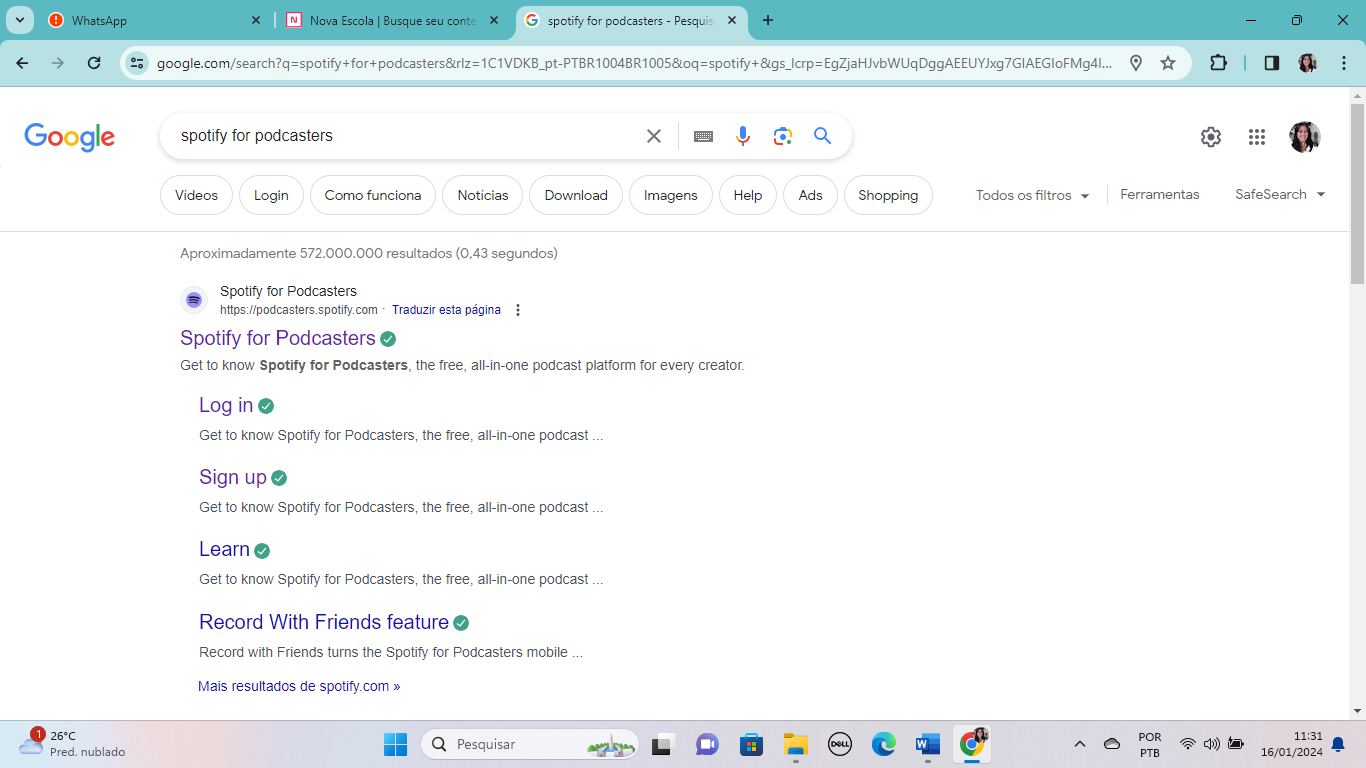 WhatsApp
Nova Escola | Busque seu conte
spotify for podcasters - Pesquis
google.com/search?q=spotify+for+podcasters&rlz=1C1VDKB_pt-PTBR1004BR1005&oq=spotify+&gs_lcrp=EgZjaHJvbWUqDggAEEUYJxg7GIAEGIoFMg4I...
Google
spotify for podcasters
Vídeos
Login
Como funciona
Notícias
Download
Imagens
Help
Ads
Shopping
Todos os filtros
Ferramentas
SafeSearch
Aproximadamente 572.000.000 resultados (0,43 segundos)
Spotify for Podcasters
https://podcasters.spotify.com · Traduzir esta página
Spotify for Podcasters
Get to know Spotify for Podcasters, the free, all-in-one podcast platform for every creator.
Log in
Get to know Spotify for Podcasters, the free, all-in-one podcast ...
Sign up
Get to know Spotify for Podcasters, the free, all-in-one podcast ...
Learn
Get to know Spotify for Podcasters, the free, all-in-one podcast ...
Record With Friends feature
Record with Friends turns the Spotify for Podcasters mobile ...
Mais resultados de spotify.com »
1
26°C
Pred. nublado
Pesquisar
DELL
W
POR
PTB
11:31
16/01/2024